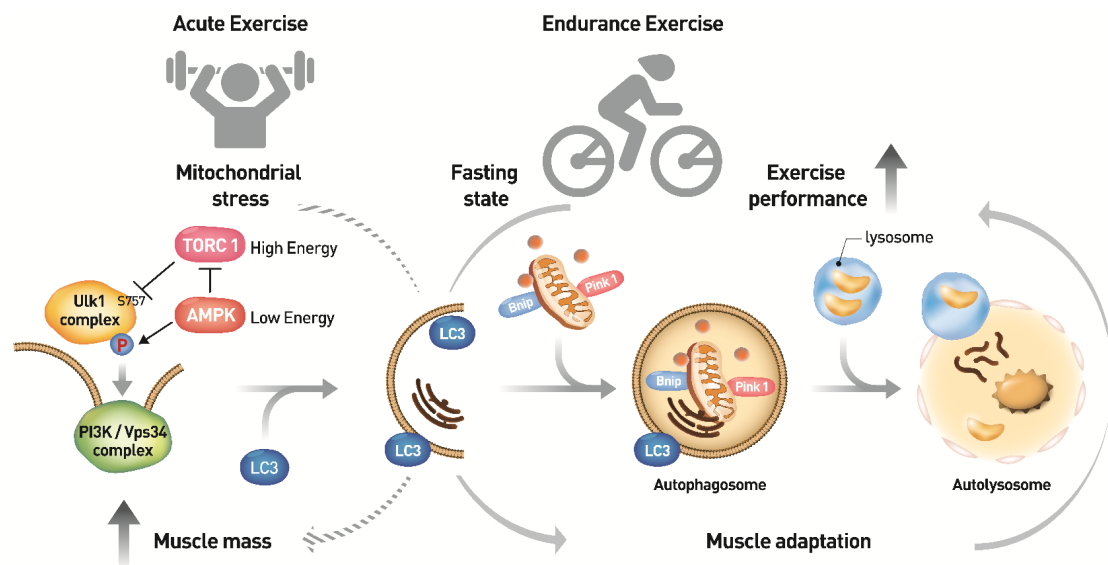 Acute Exercise
Endurance Exercise
Mitochondrial
stress
Fasting
state
Exercise
performance
TORC 1
High Energy
lysosome
Ulk1
complex
S757
AMPK
Low Energy
P
Bnip
Pink 1
LC3
PI3K / Vps34
complex
LC3
LC3
Bnip
Pink 1
LC3
Autophagosome
Autolysosome
Muscle mass
Muscle adaptation